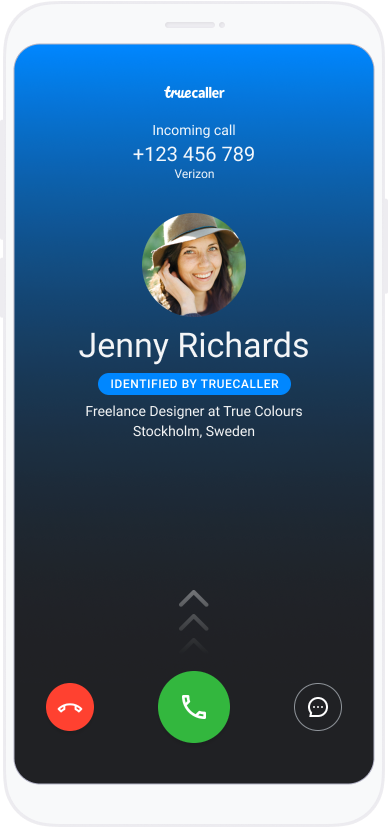 truecaller
Incoming call
+123 456 789
Verizon
Jenny Richards
IDENTIFIED BY TRUECALLER
Freelance Designer at True Colours
Stockholm, Sweden